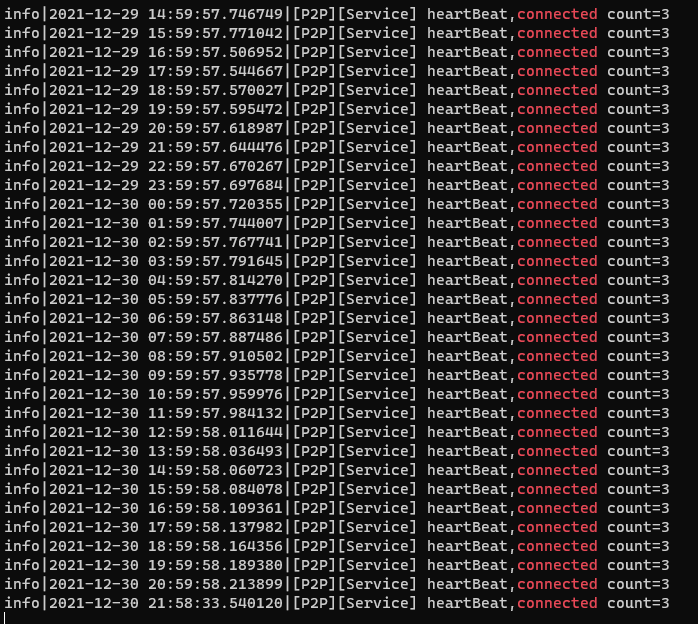 info|2021-12-29 14:59:57.746749|[P2P][Service] heartBeat,connected count=3
info|2021-12-29 15:59:57.771042|[P2P][Service] heartBeat,connected count=3
info|2021-12-29 16:59:57.506952|[P2P][Service] heartBeat,connected count=3
info|2021-12-29 17:59:57.544667|[P2P][Service] heartBeat,connected count=3
info|2021-12-29 18:59:57.570027|[P2P][Service] heartBeat,connected count=3
info|2021-12-29 19:59:57.595472|[P2P][Service] heartBeat,connected count=3
info|2021-12-29 20:59:57.618987|[P2P][Service] heartBeat,connected count=3
info|2021-12-29 21:59:57.644476|[P2P][Service] heartBeat,connected count=3
info|2021-12-29 22:59:57.670267|[P2P][Service] heartBeat,connected count=3
info|2021-12-29 23:59:57.697684|[P2P][Service] heartBeat,connected count=3
info|2021-12-30 00:59:57.720355|[P2P][Service] heartBeat,connected count=3
info|2021-12-30 01:59:57.744007|[P2P][Service] heartBeat,connected count=3
info|2021-12-30 02:59:57.767741|[P2P][Service] heartBeat,connected count=3
info|2021-12-30 03:59:57.791645|[P2P][Service] heartBeat,connected count=3
info|2021-12-30 04:59:57.814270|[P2P][Service] heartBeat,connected count=3
info|2021-12-30 05:59:57.837776|[P2P][Service] heartBeat,connected count=3
info|2021-12-30 06:59:57.863148|[P2P][Service] heartBeat,connected count=3
info|2021-12-30 07:59:57.887486|[P2P][Service] heartBeat,connected count=3
info|2021-12-30 08:59:57.910502|[P2P][Service] heartBeat,connected count=3
info|2021-12-30 09:59:57.935778|[P2P][Service] heartBeat,connected count=3
info|2021-12-30 10:59:57.959976|[P2P][Service] heartBeat,connected count=3
info|2021-12-30 11:59:57.984132|[P2P][Service] heartBeat,connected count=3
info|2021-12-30 12:59:58.011644|[P2P][Service] heartBeat,connected count=3
info|2021-12-30 13:59:58.036493|[P2P][Service] heartBeat,connected count=3
info|2021-12-30 14:59:58.060723|[P2P][Service] heartBeat,connected count=3
info|2021-12-30 15:59:58.084078|[P2P][Service] heartBeat,connected count=3
info|2021-12-30 16:59:58.109361|[P2P][Service] heartBeat,connected count=3
info|2021-12-30 17:59:58.137982|[P2P][Service] heartBeat,connected count=3
info|2021-12-30 18:59:58.164356|[P2P][Service] heartBeat,connected count=3
info|2021-12-30 19:59:58.189380|[P2P][Service] heartBeat,connected count=3
info|2021-12-30 20:59:58.213899|[P2P][Service] heartBeat,connected count=3
info|2021-12-30 21:58:33.540120|[P2P][Service] heartBeat,connected count=3